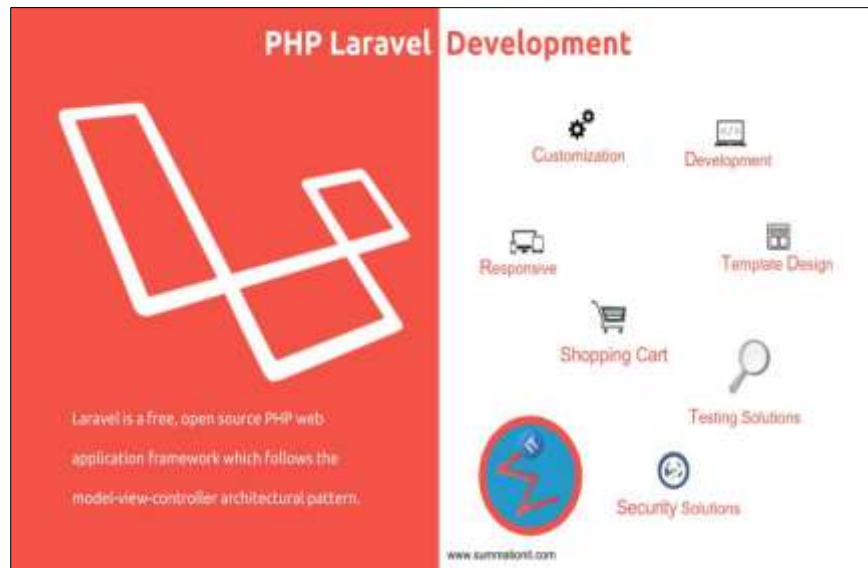 PHP Laravel Development
Customization
Development
Responsive
Template Design
Shopping Cart
Testing Solutions
Security Solutions
Laravel is a free, open source PHP web
application framework which follows the
model-view-controller architectural pattern.
IT
www.summationit.com